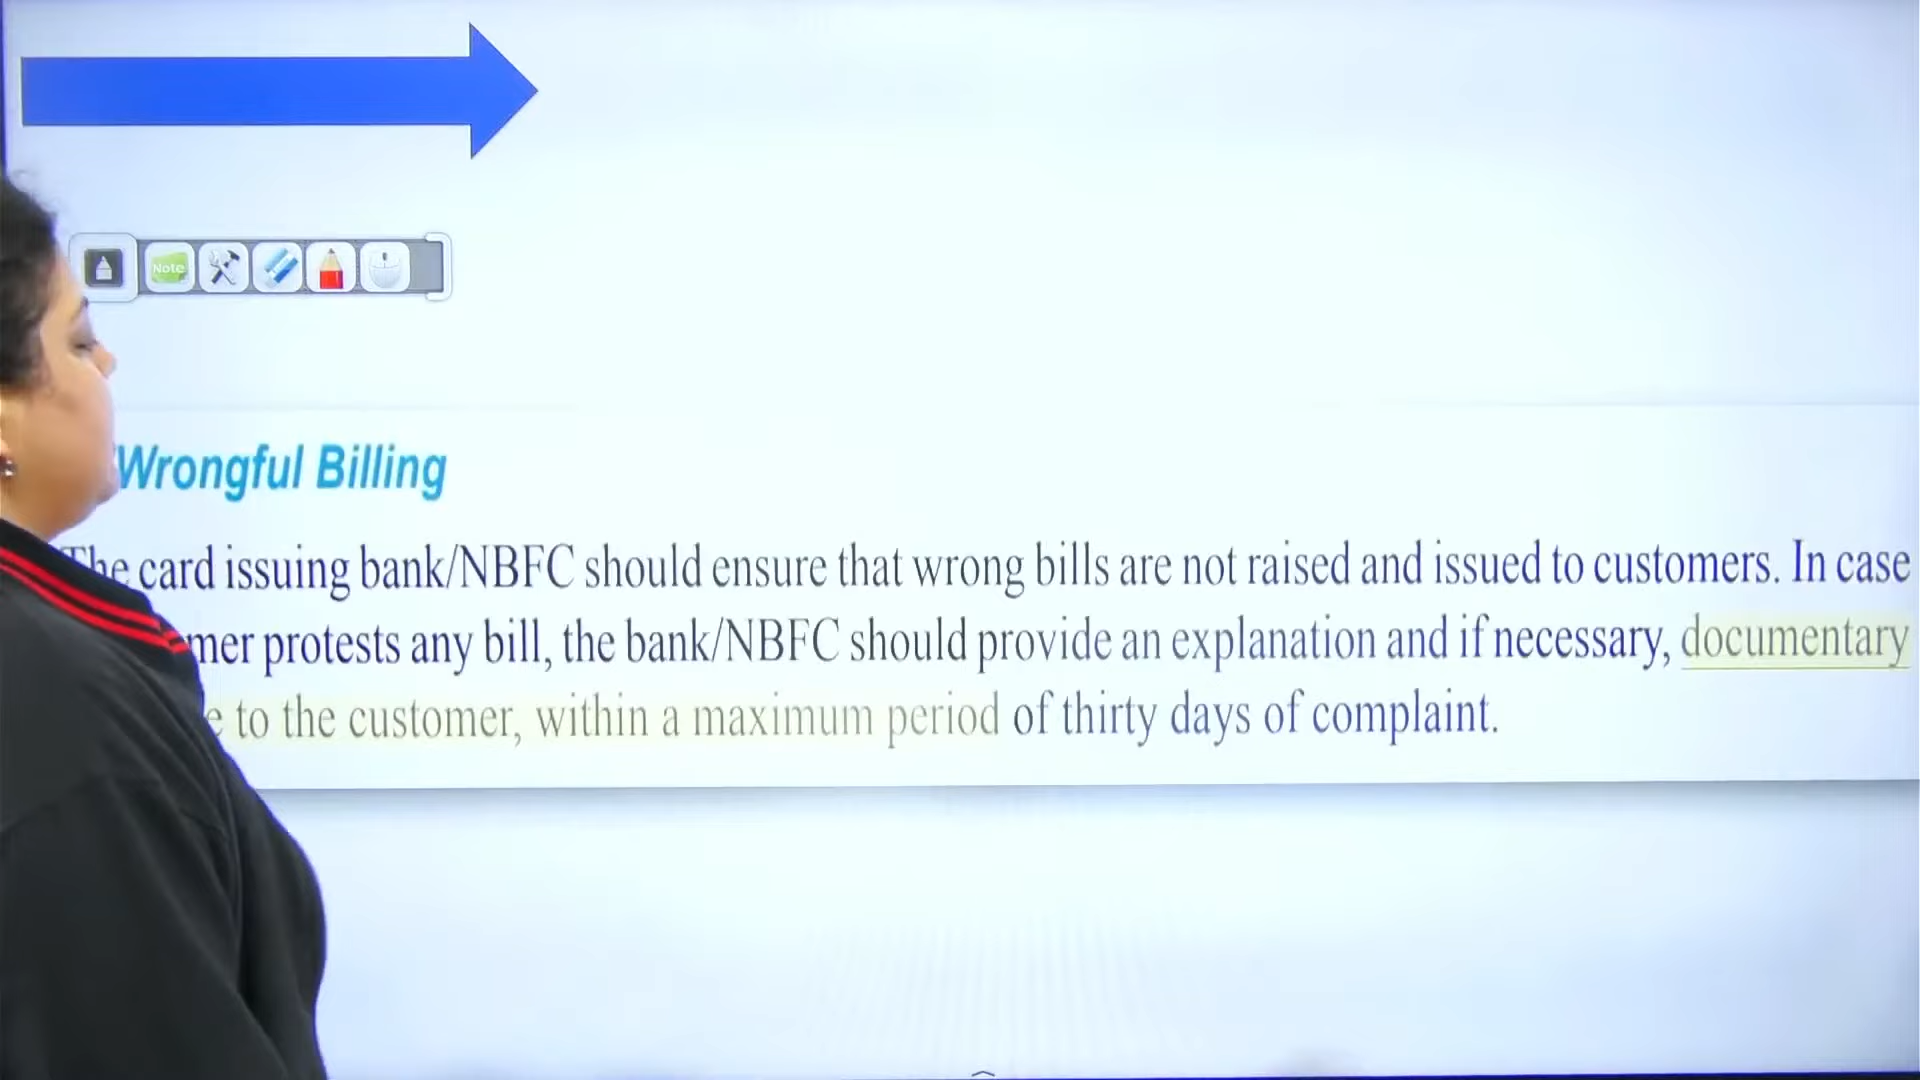 Note
Wrongful Billing
The card issuing bank/NBFC should ensure that wrong bills are not raised and issued to customers. In case
protests any bill, the bank/NBFC should provide an explanation and if necessary, documentary
to the customer, within a maximum period of thirty days of complaint.